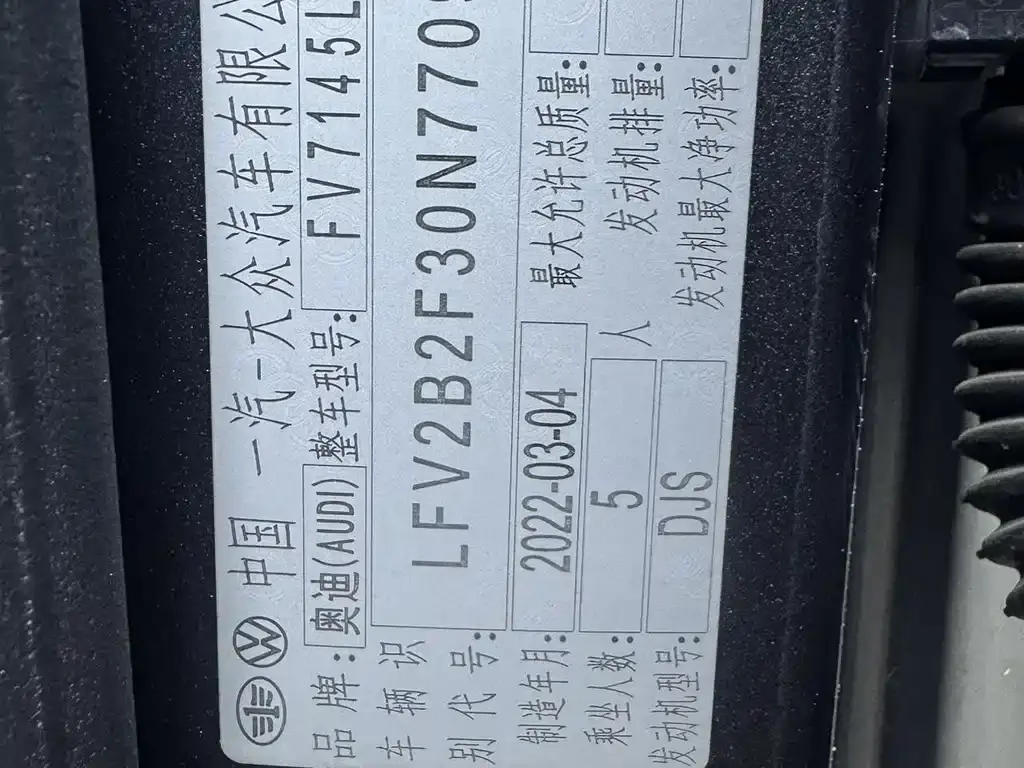 中国 一汽-大众汽车有限公
品牌: 奥迪(AUDI) 整车型号: FV7145L
车辆识别代号: LFV2B2F30N770
制造年月: 2022-03-04 最大允许总质量:
乘坐人数: 5 人 发动机排量:
发动机型号: DJS 发动机最大净功率: